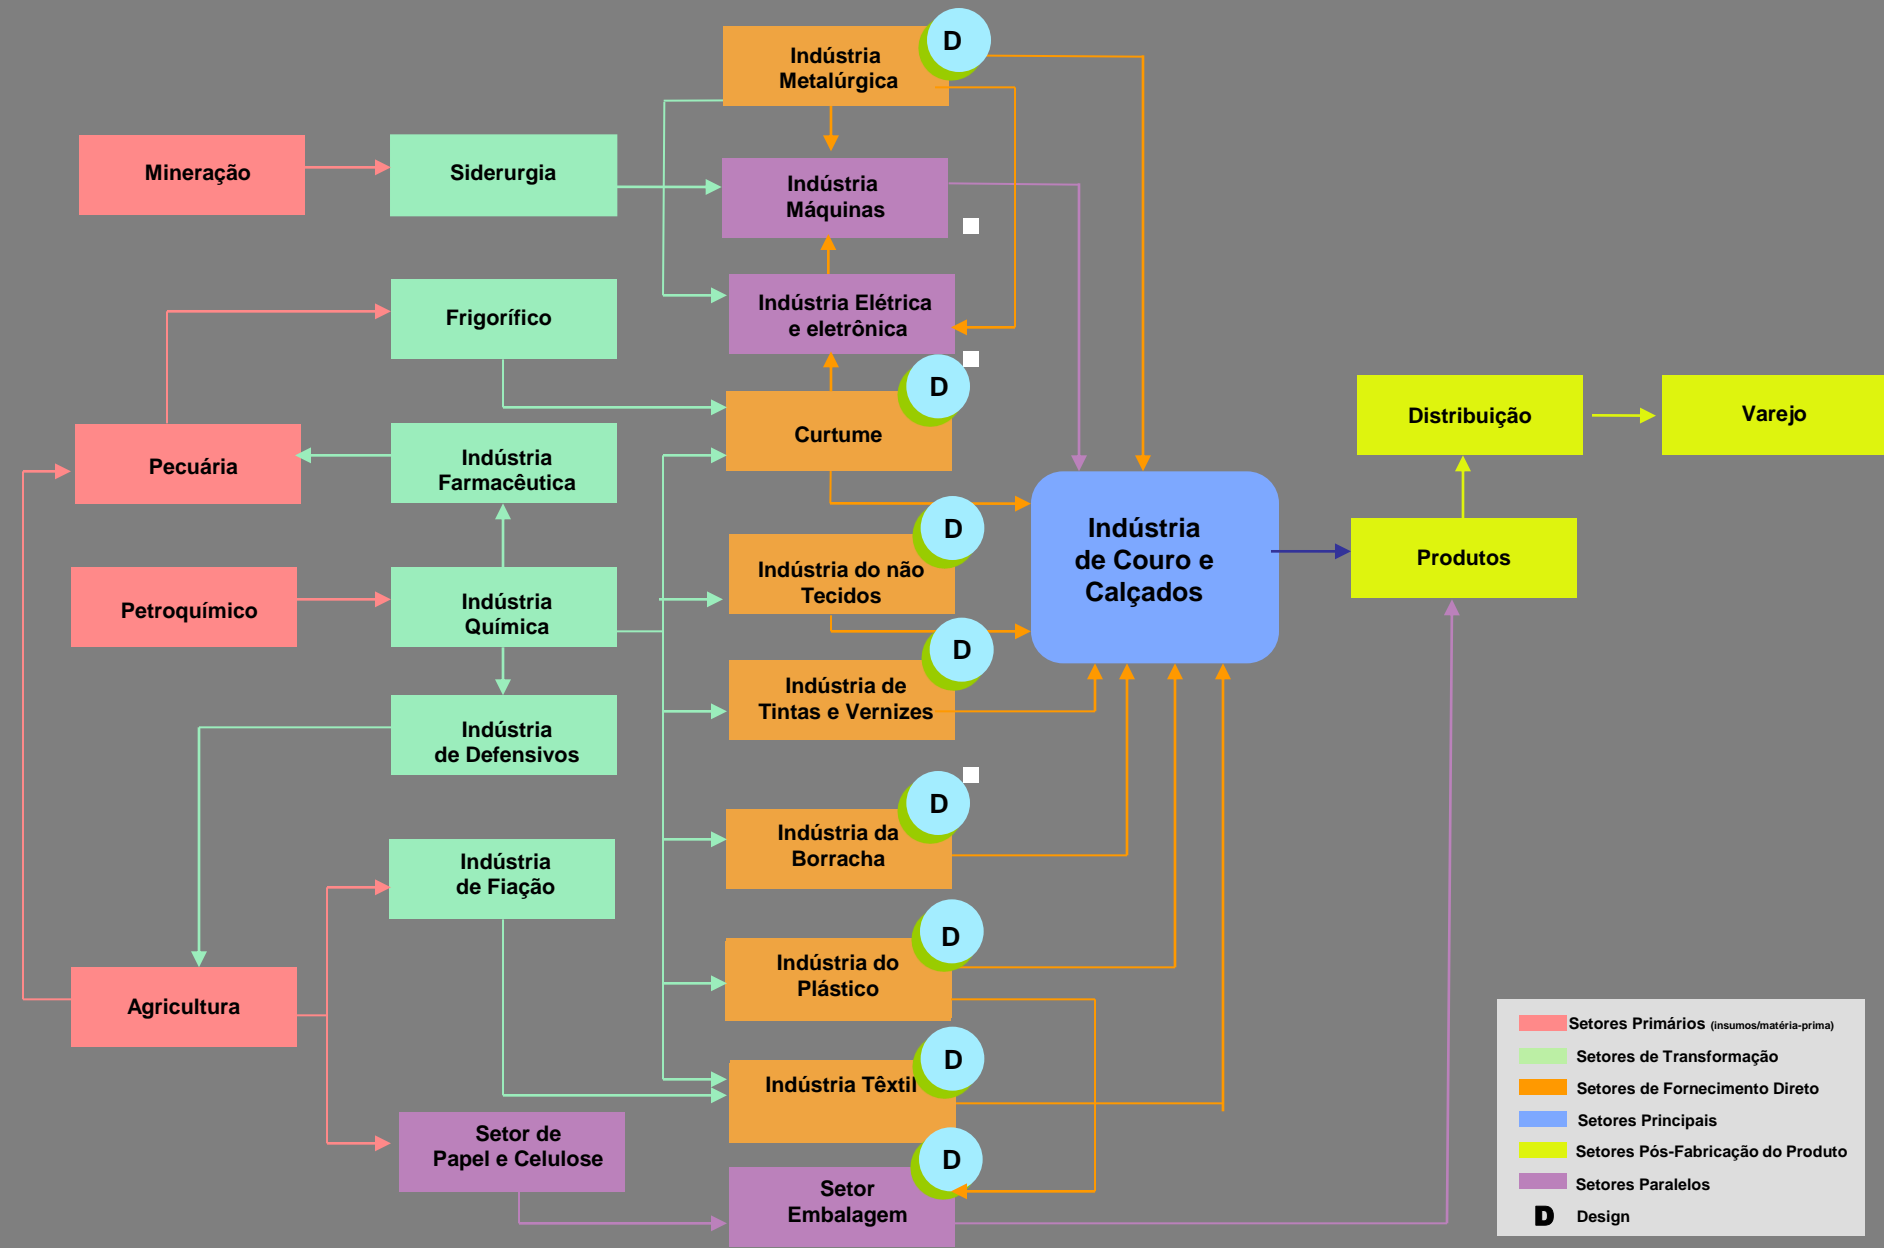 Indústria
Metalúrgica
D
Mineração
Siderurgia
Indústria
Máquinas
Frigorífico
Indústria Elétrica
e eletrônica
D
Curtume
Pecuária
Indústria
Farmacêutica
Distribuição
Varejo
D
Indústria do não
Tecidos
Indústria
de Couro e
Calçados
Produtos
Petroquímico
Indústria
Química
D
Indústria de
Tintas e Vernizes
Indústria
de Defensivos
D
Indústria da
Borracha
Indústria
de Fiação
D
Indústria do
Plástico
Agricultura
D
Indústria Têxtil
Setor de
Papel e Celulose
D
Setor
Embalagem
Setores Primários (insumos/matéria-prima)
Setores de Transformação
Setores de Fornecimento Direto
Setores Principais
Setores Pós-Fabricação do Produto
Setores Paralelos
D Design